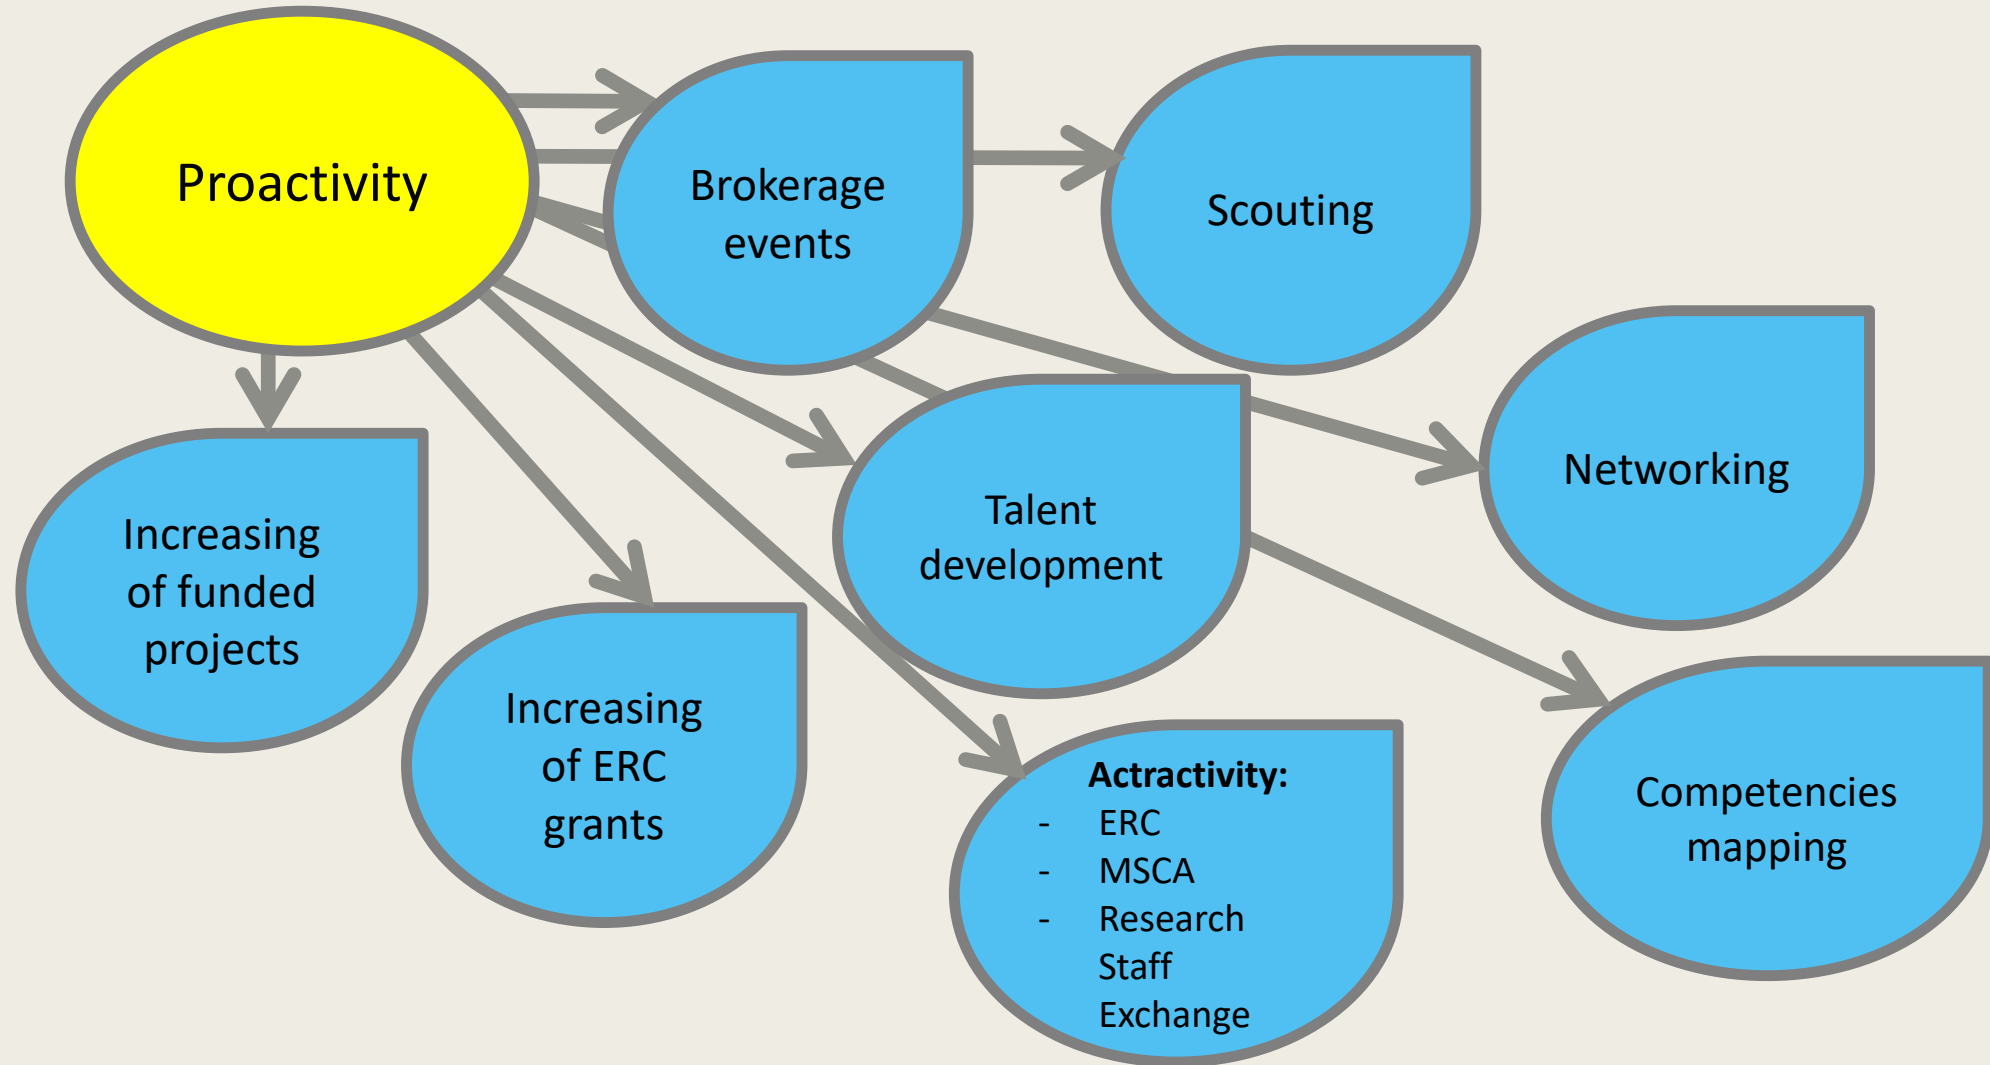 Proactivity
Brokerage
events
Scouting
Networking
Talent
development
Increasing
of funded
projects
Increasing
of ERC
grants
Actractivity:
- ERC
- MSCA
- Research
Staff
Exchange
Competencies
mapping